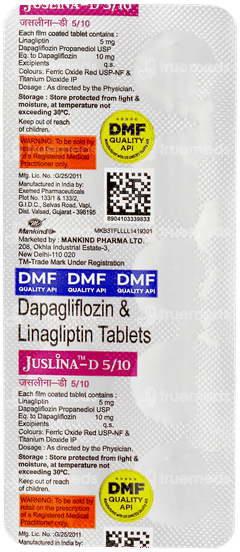 JUSLINA™-D 5/10
जसलीना-डी 5/10
Each film coated tablet contains :
Linagliptin 5 mg
Dapagliflozin Propanediol USP
Eq. to Dapagliflozin 10 mg
Excipients q.s.
Colours: Ferric Oxide Red USP-NF &
Titanium Dioxide IP
Dosage : As directed by the Physician.
Storage : Store protected from light &
moisture, at temperature not
exceeding 30°C.
Keep out of reach
of children.
DMF
QUALITY
API
WARNING: To be sold by
of a Registered Medical
Practitioner only.
Mfg. Lic. No.:G/25/2011
Manufactured in India by:
Exemed Pharmaceuticals
Plot No. 133/1 & 133/2,
G.I.D.C., Selvas Road, Vapi,
Dist. Valsad, Gujarat - 396195
8904103339833
Mankind
MKB3TFLLLL1419301
Marketed by : MANKIND PHARMA LTD.
208, Okhla Industrial Estate-3,
New Delhi-110 020
TM-Trade Mark Under Registration
DMF DMF DMF
QUALITY API QUALITY API QUALITY API
Dapagliflozin &
Linagliptin Tablets
JUSLINA™-D 5/10
जसलीना-डी 5/10
Each film coated tablet contains :
Linagliptin 5 mg
Dapagliflozin Propanediol USP
Eq. to Dapagliflozin 10 mg
Excipients q.s.
Colours: Ferric Oxide Red USP-NF &
Titanium Dioxide IP
Dosage : As directed by the Physician.
Storage : Store protected from light &
moisture, at temperature not
exceeding 30°C.
Keep out of reach
of children.
DMF
QUALITY
API
WARNING: To be sold by
retail on the prescription
of a Registered Medical
Practitioner only.
Mfg. Lic. No.:G/25/2011
Manufactured in India by: